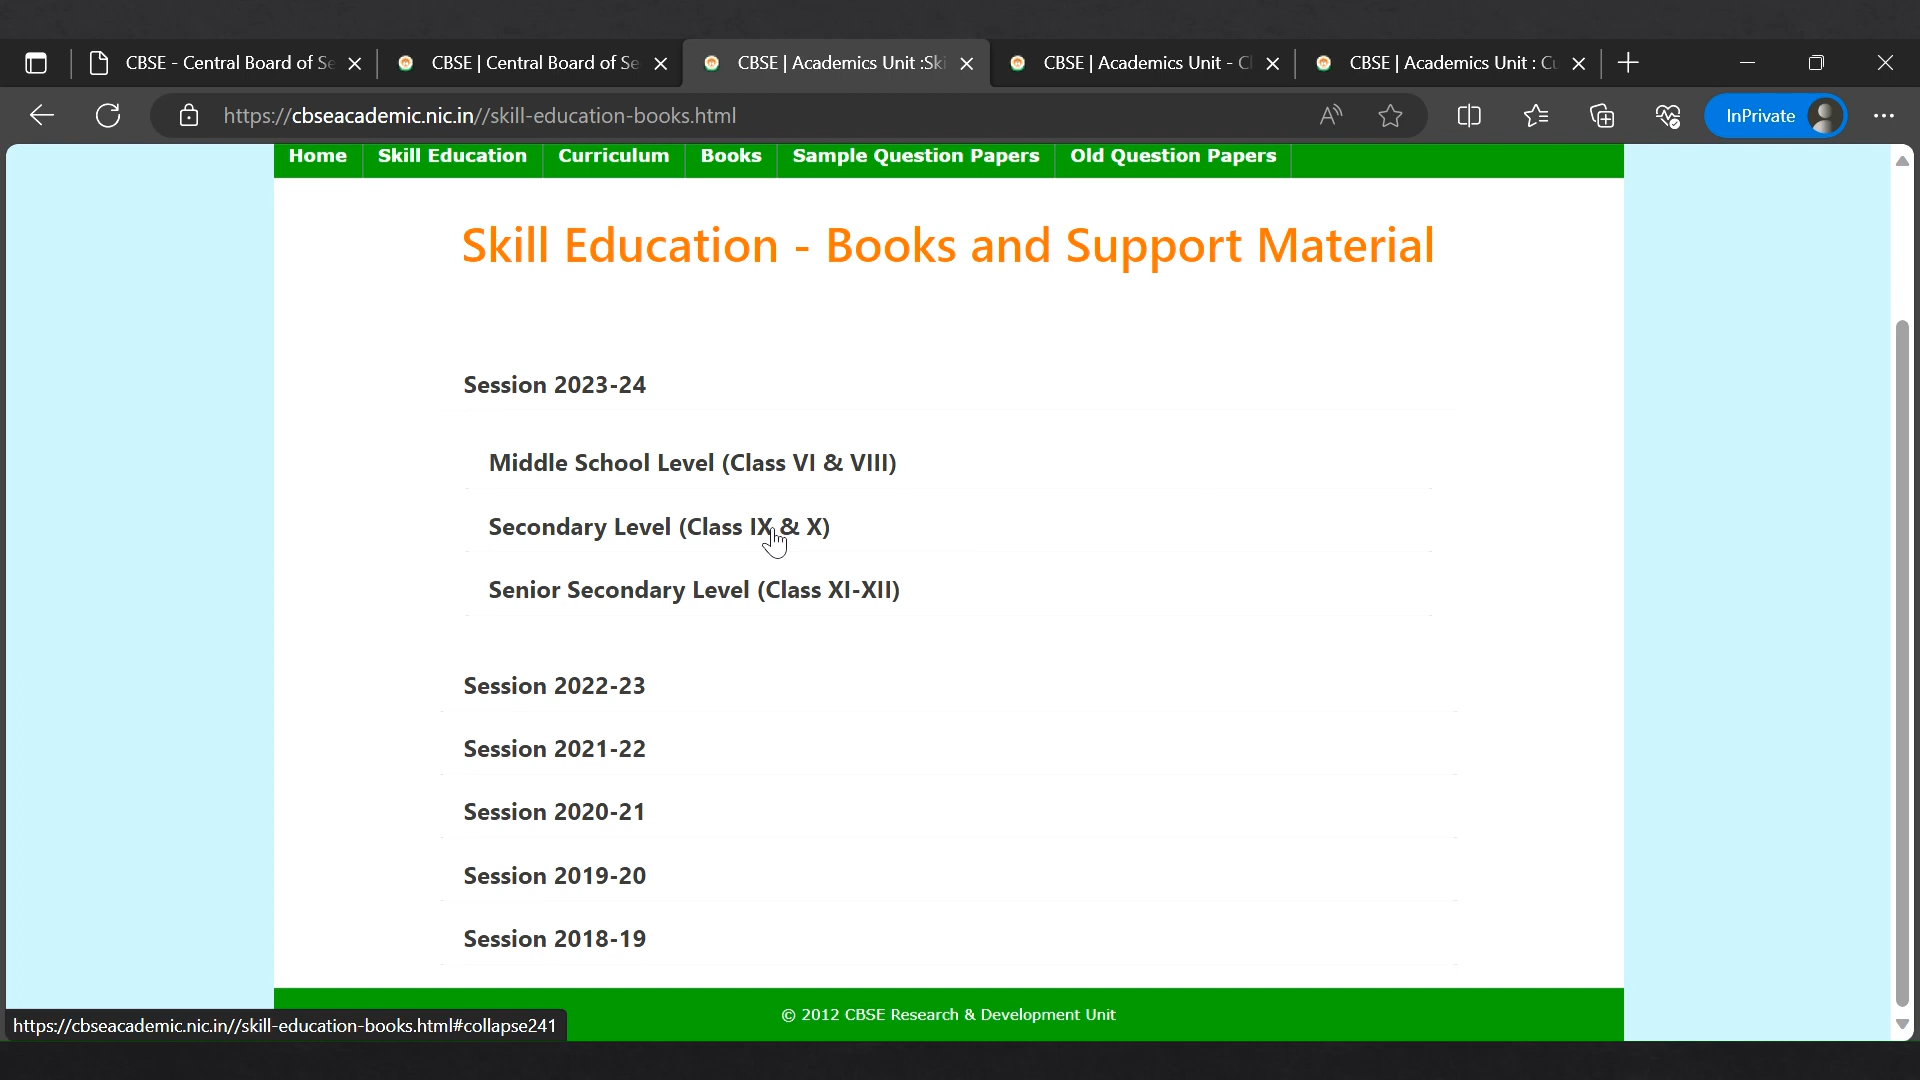 CBSE - Central Board of Se
CBSE | Central Board of Se
CBSE | Academics Unit :Ski
CBSE | Academics Unit - Cl
CBSE | Academics Unit : Cu
https://cbseacademic.nic.in//skill-education-books.html
InPrivate
Home
Skill Education
Curriculum
Books
Sample Question Papers
Old Question Papers
Skill Education - Books and Support Material
Session 2023-24
Middle School Level (Class VI & VIII)
Secondary Level (Class IX & X)
Senior Secondary Level (Class XI-XII)
Session 2022-23
Session 2021-22
Session 2020-21
Session 2019-20
Session 2018-19
© 2012 CBSE Research & Development Unit
https://cbseacademic.nic.in//skill-education-books.html#collapse241